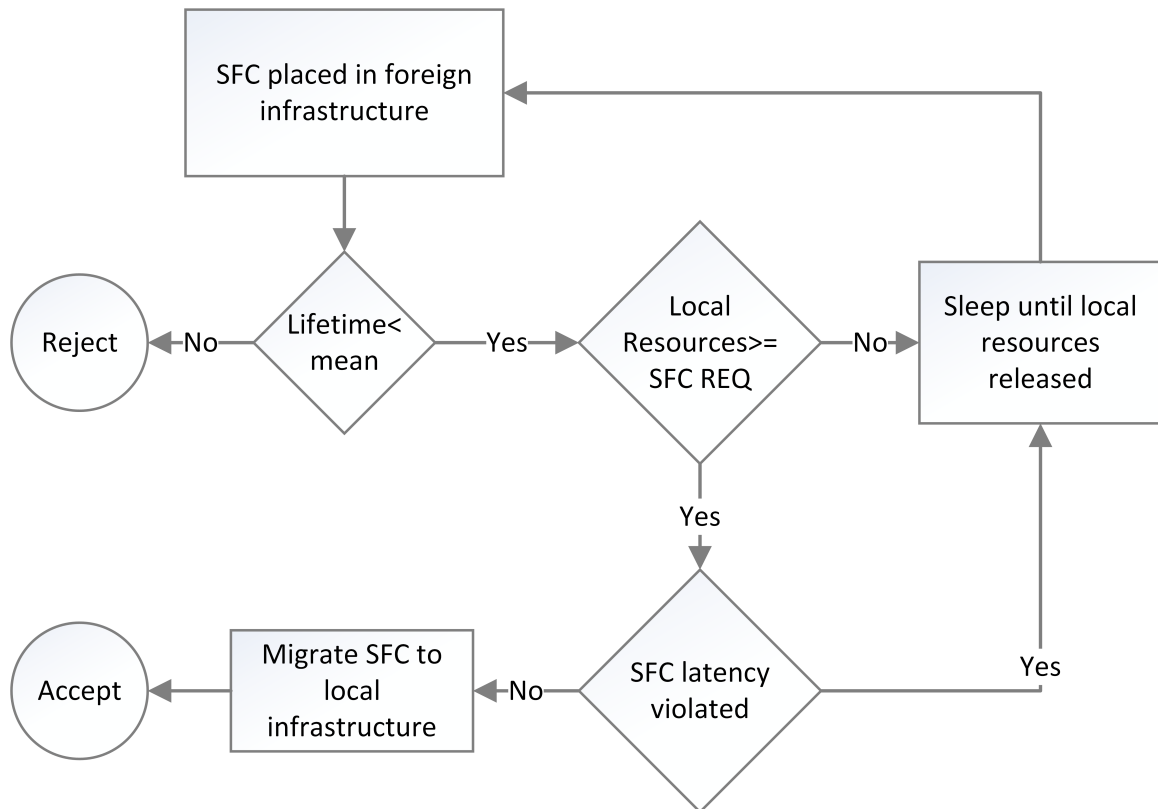 SFC placed in foreign
infrastructure
Reject
No
Lifetime<
mean
Yes
Local
Resources>=
SFC REQ
No
Sleep until local
resources
released
Yes
Accept
Migrate SFC to
local
infrastructure
No
SFC latency
violated
Yes